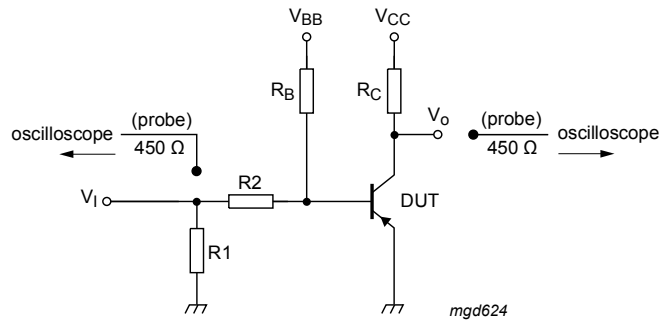 VBB
VCC
RB
RC
Vo
(probe)
450 Ω
oscilloscope
(probe)
450 Ω
oscilloscope
R2
VI
DUT
R1
mgd624